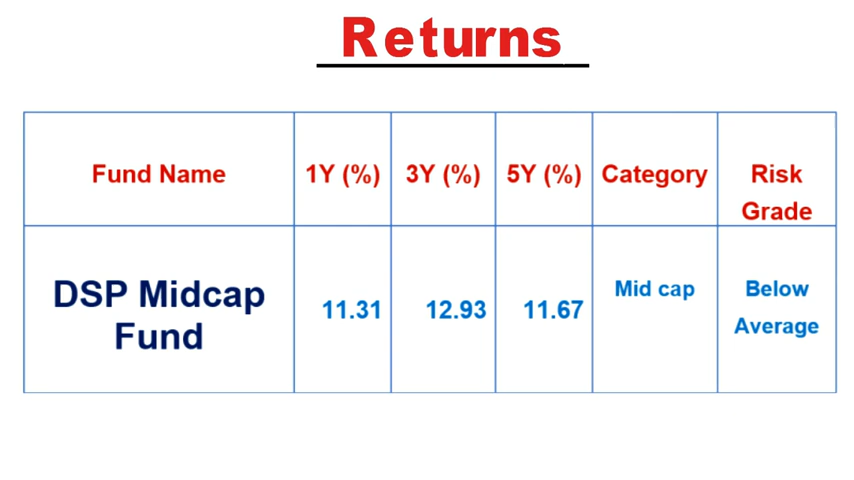 Returns
Fund Name 1Y (%) 3Y (%) 5Y (%) Category Risk
Grade
DSP Midcap
Fund
11.31 12.93 11.67 Mid cap Below
Average